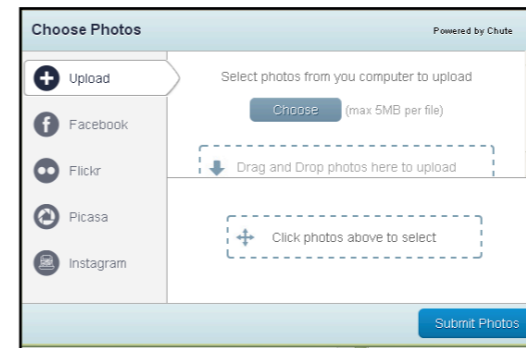 Choose Photos
Powered by Chute
Upload
Facebook
Flickr
Picasa
Instagram
Select photos from you computer to upload
Choose (max 5MB per file)
Drag and Drop photos here to upload
Click photos above to select
Submit Photos